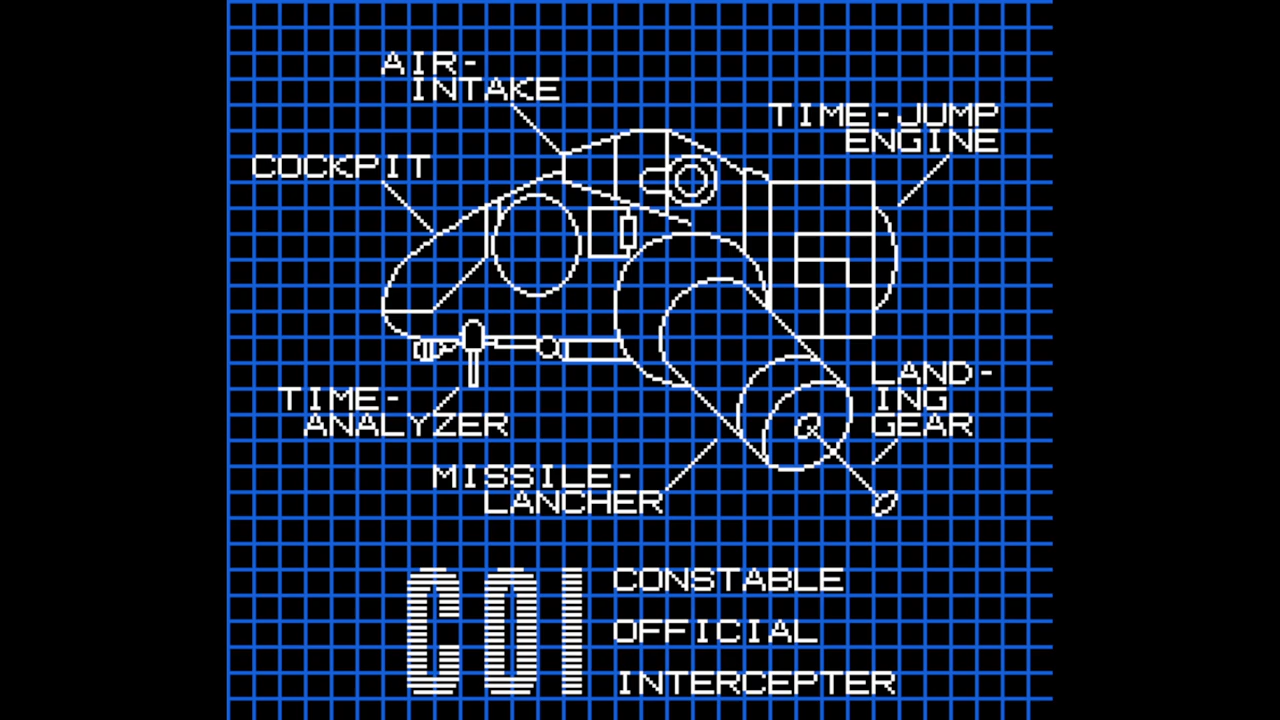 AIR-
INTAKE
TIME-JUMP
ENGINE
COCKPIT
LAND-
ING
GEAR
TIME-
ANALYZER
MISSILE-
LANCHER
COI
CONSTABLE
OFFICIAL
INTERCEPTER